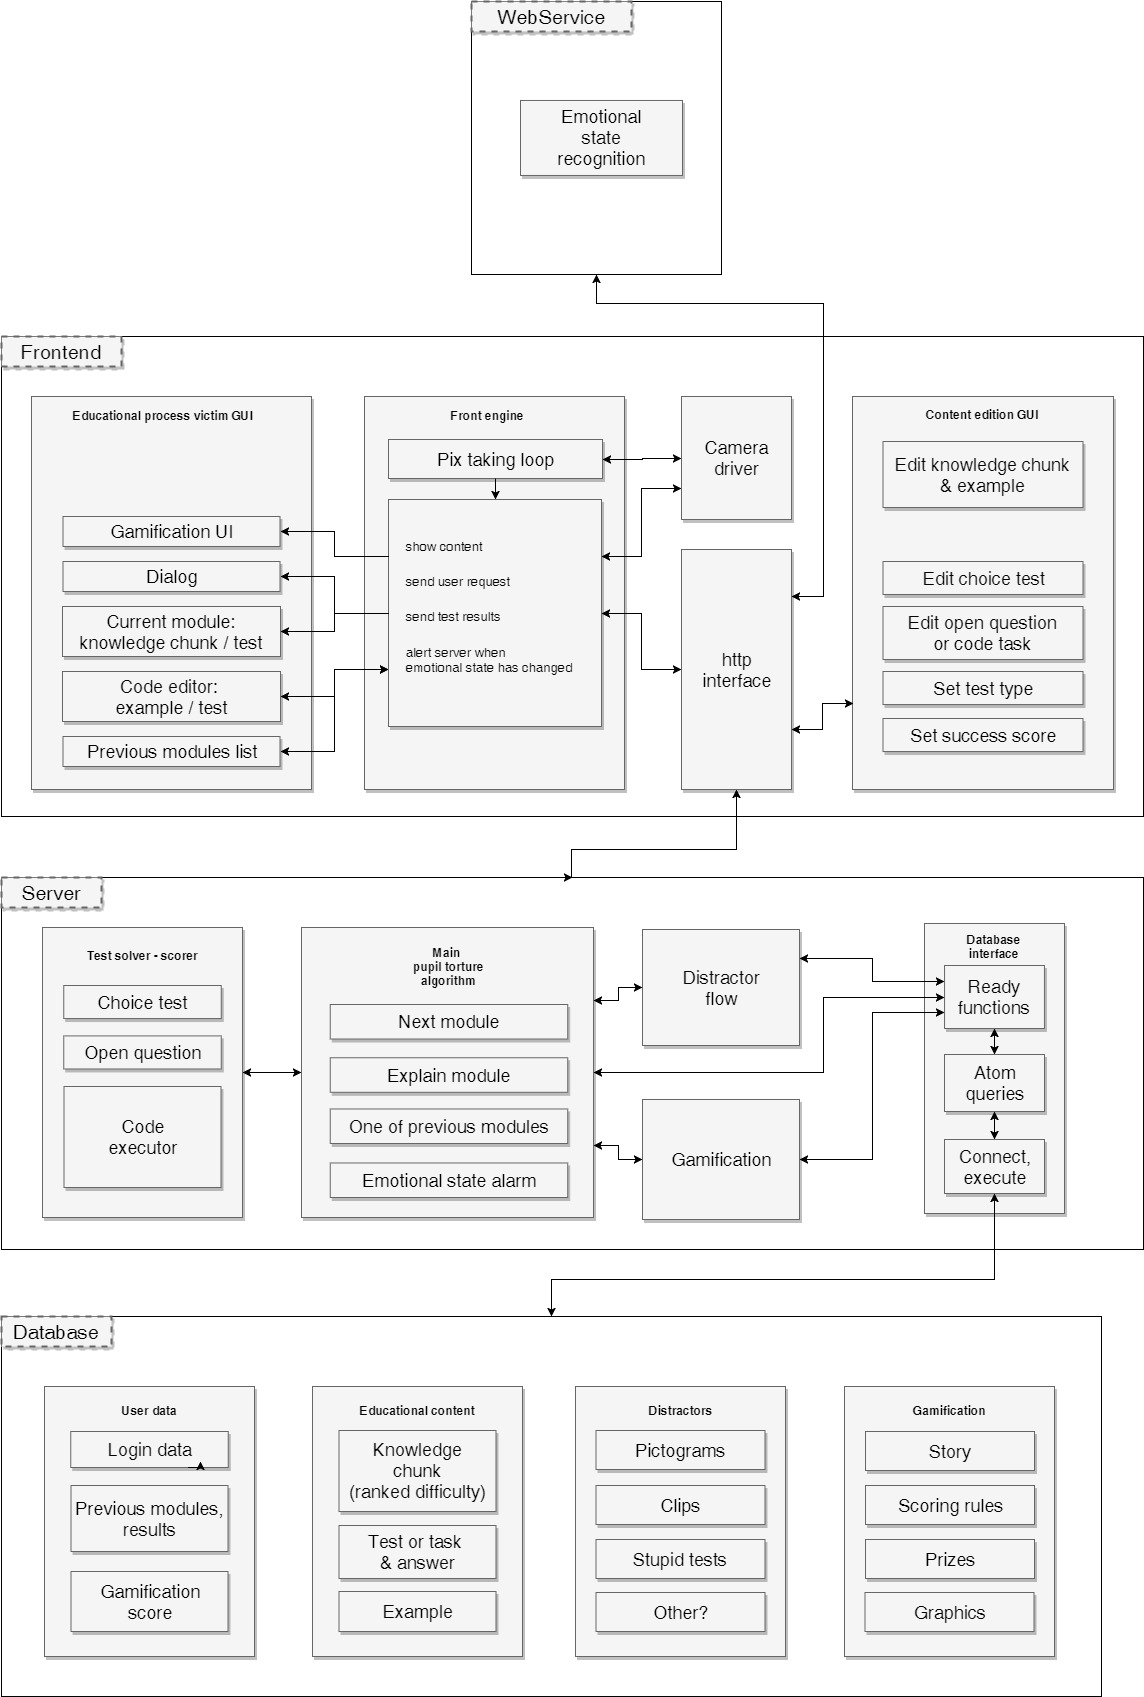 WebService
Emotional
state
recognition
Frontend
Educational process victim GUI
Gamification UI
Dialog
Current module:
knowledge chunk / test
Code editor:
example / test
Previous modules list
Front engine
Pix taking loop
show content
send user request
send test results
alert server when
emotional state has changed
Camera
driver
http
interface
Content edition GUI
Edit knowledge chunk
& example
Edit choice test
Edit open question
or code task
Set test type
Set success score
Server
Test solver - scorer
Choice test
Open question
Code
executor
Main
pupil torture
algorithm
Next module
Explain module
One of previous modules
Emotional state alarm
Distractor
flow
Gamification
Database
interface
Ready
functions
Atom
queries
Connect,
execute
Database
User data
Login data
Previous modules,
results
Gamification
score
Educational content
Knowledge
chunk
(ranked difficulty)
Test or task
& answer
Example
Distractors
Pictograms
Clips
Stupid tests
Other?
Gamification
Story
Scoring rules
Prizes
Graphics